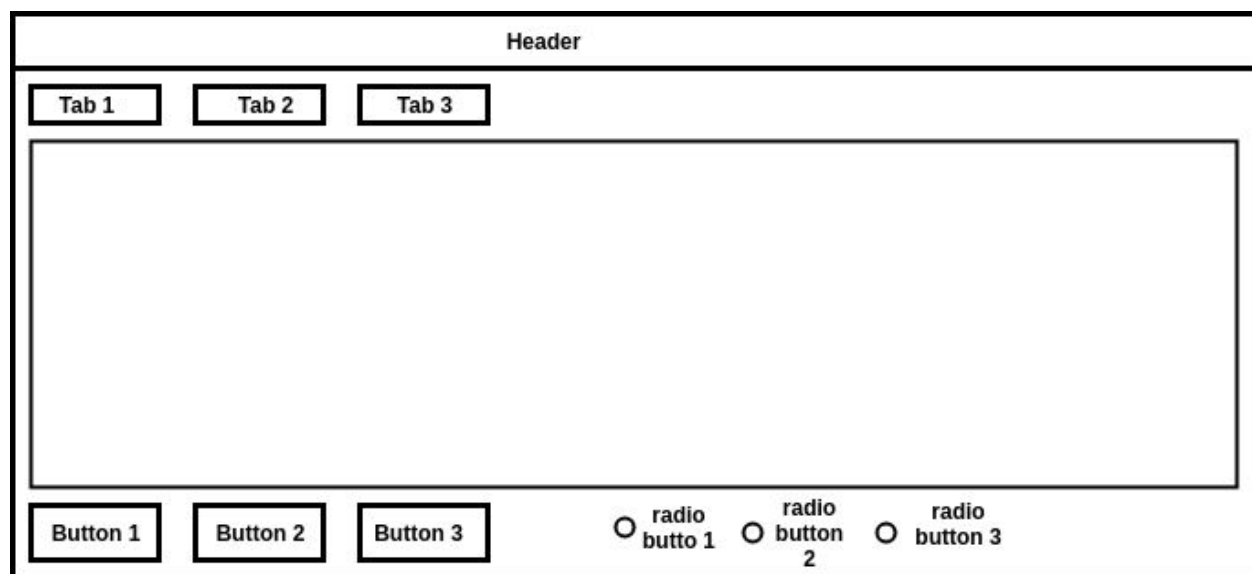 Header
Tab 1
Tab 2
Tab 3
Button 1
Button 2
Button 3
radio
butto 1
radio
button
2
radio
button 3